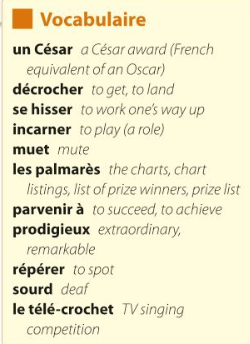 Vocabulaire
un César a César award (French
equivalent of an Oscar)
décrocher to get, to land
se hisser to work one's way up
incarner to play (a role)
muet mute
les palmarès the charts, chart
listings, list of prize winners, prize list
parvenir à to succeed, to achieve
prodigieux extraordinary,
remarkable
répérer to spot
sourd deaf
le télé-crochet TV singing
competition